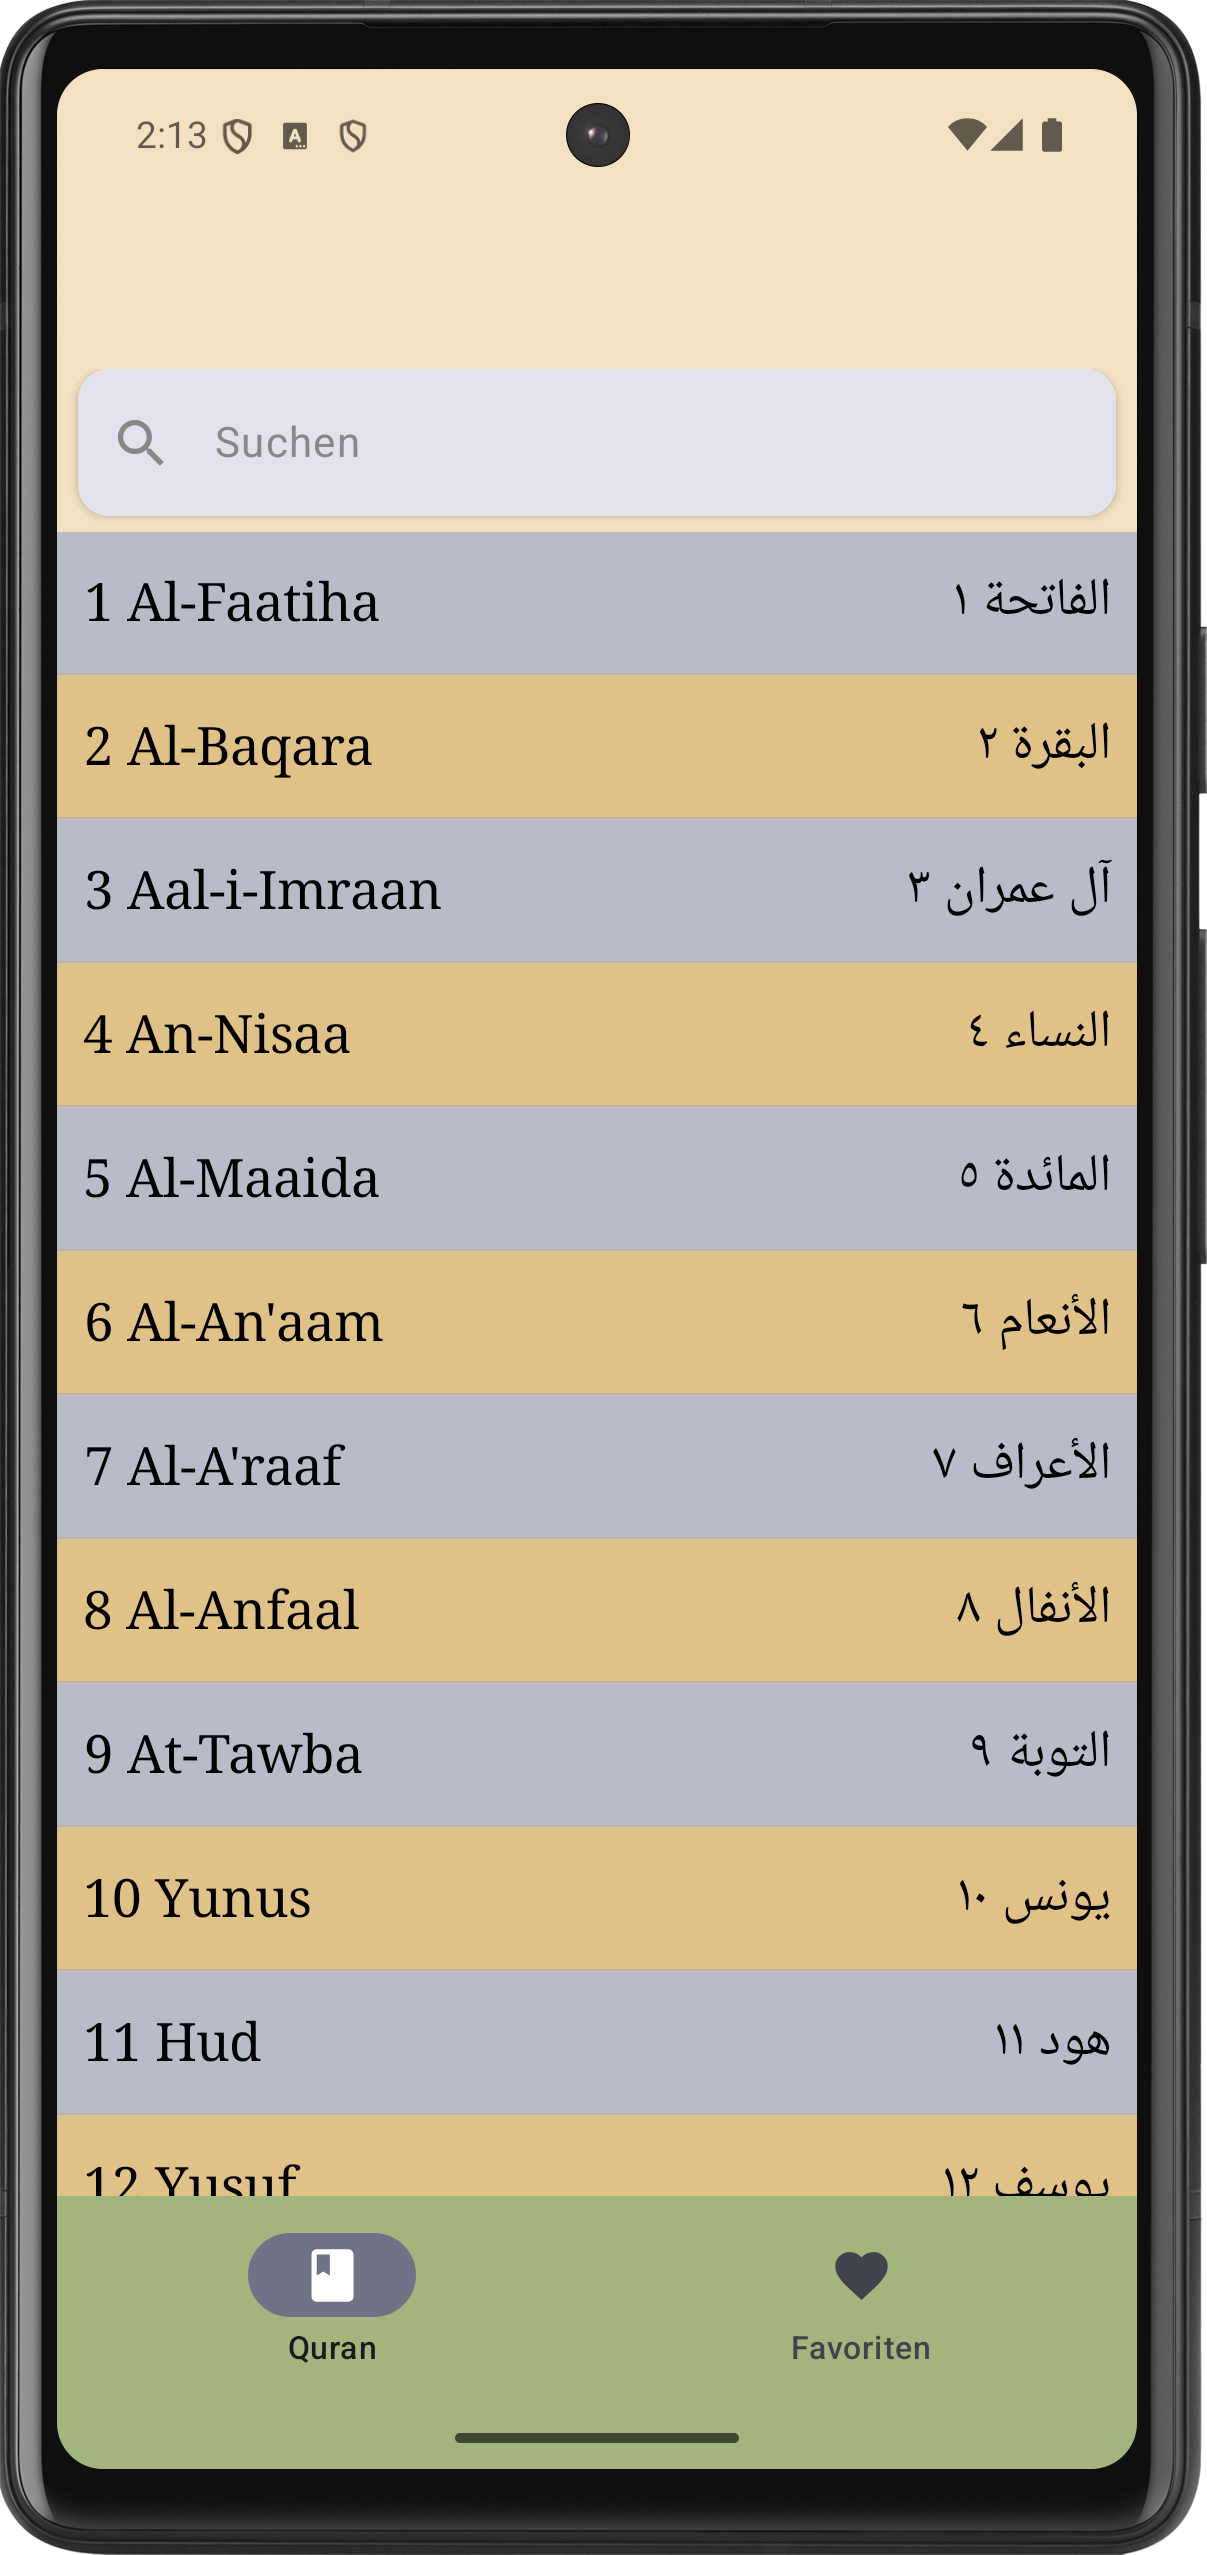 2:13
Suchen
1 Al-Faatiha الفاتحة ١
2 Al-Baqara البقرة ٢
3 Aal-i-Imraan آل عمران ٣
4 An-Nisaa النساء ٤
5 Al-Maaida المائدة ٥
6 Al-An'aam الأنعام ٦
7 Al-A'raaf الأعراف ٧
8 Al-Anfaal الأنفال ٨
9 At-Tawba التوبة ٩
10 Yunus يونس ١٠
11 Hud هود ١١
12 Yusuf يوسف ١٢
Quran Favoriten